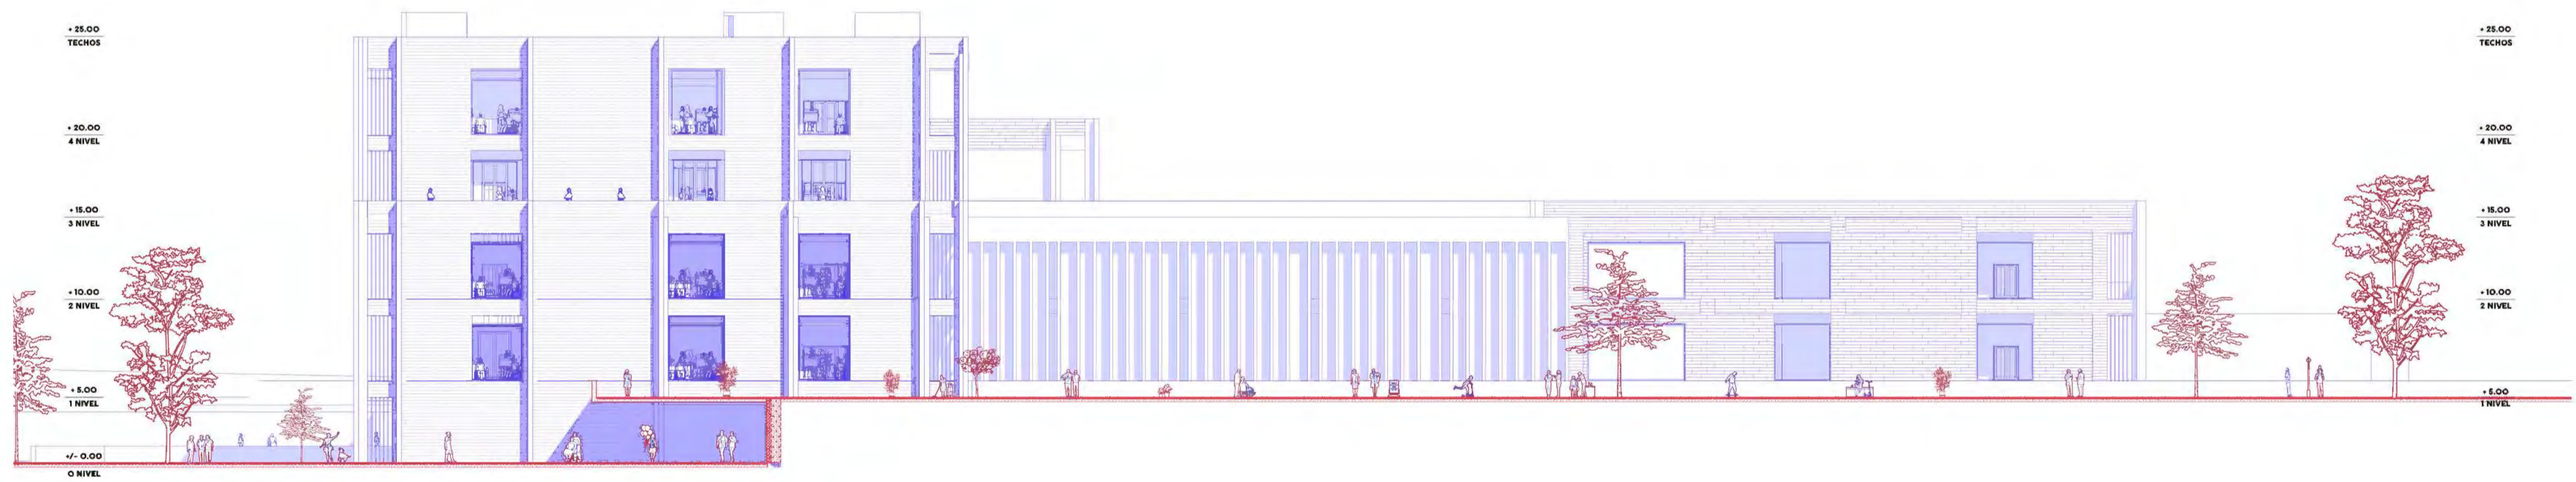 + 25.00
TECHOS
+ 20.00
4 NIVEL
+ 15.00
3 NIVEL
+ 10.00
2 NIVEL
+ 5.00
1 NIVEL
+/- 0.00
0 NIVEL
+ 25.00
TECHOS
+ 20.00
4 NIVEL
+ 15.00
3 NIVEL
+ 10.00
2 NIVEL
+ 5.00
1 NIVEL